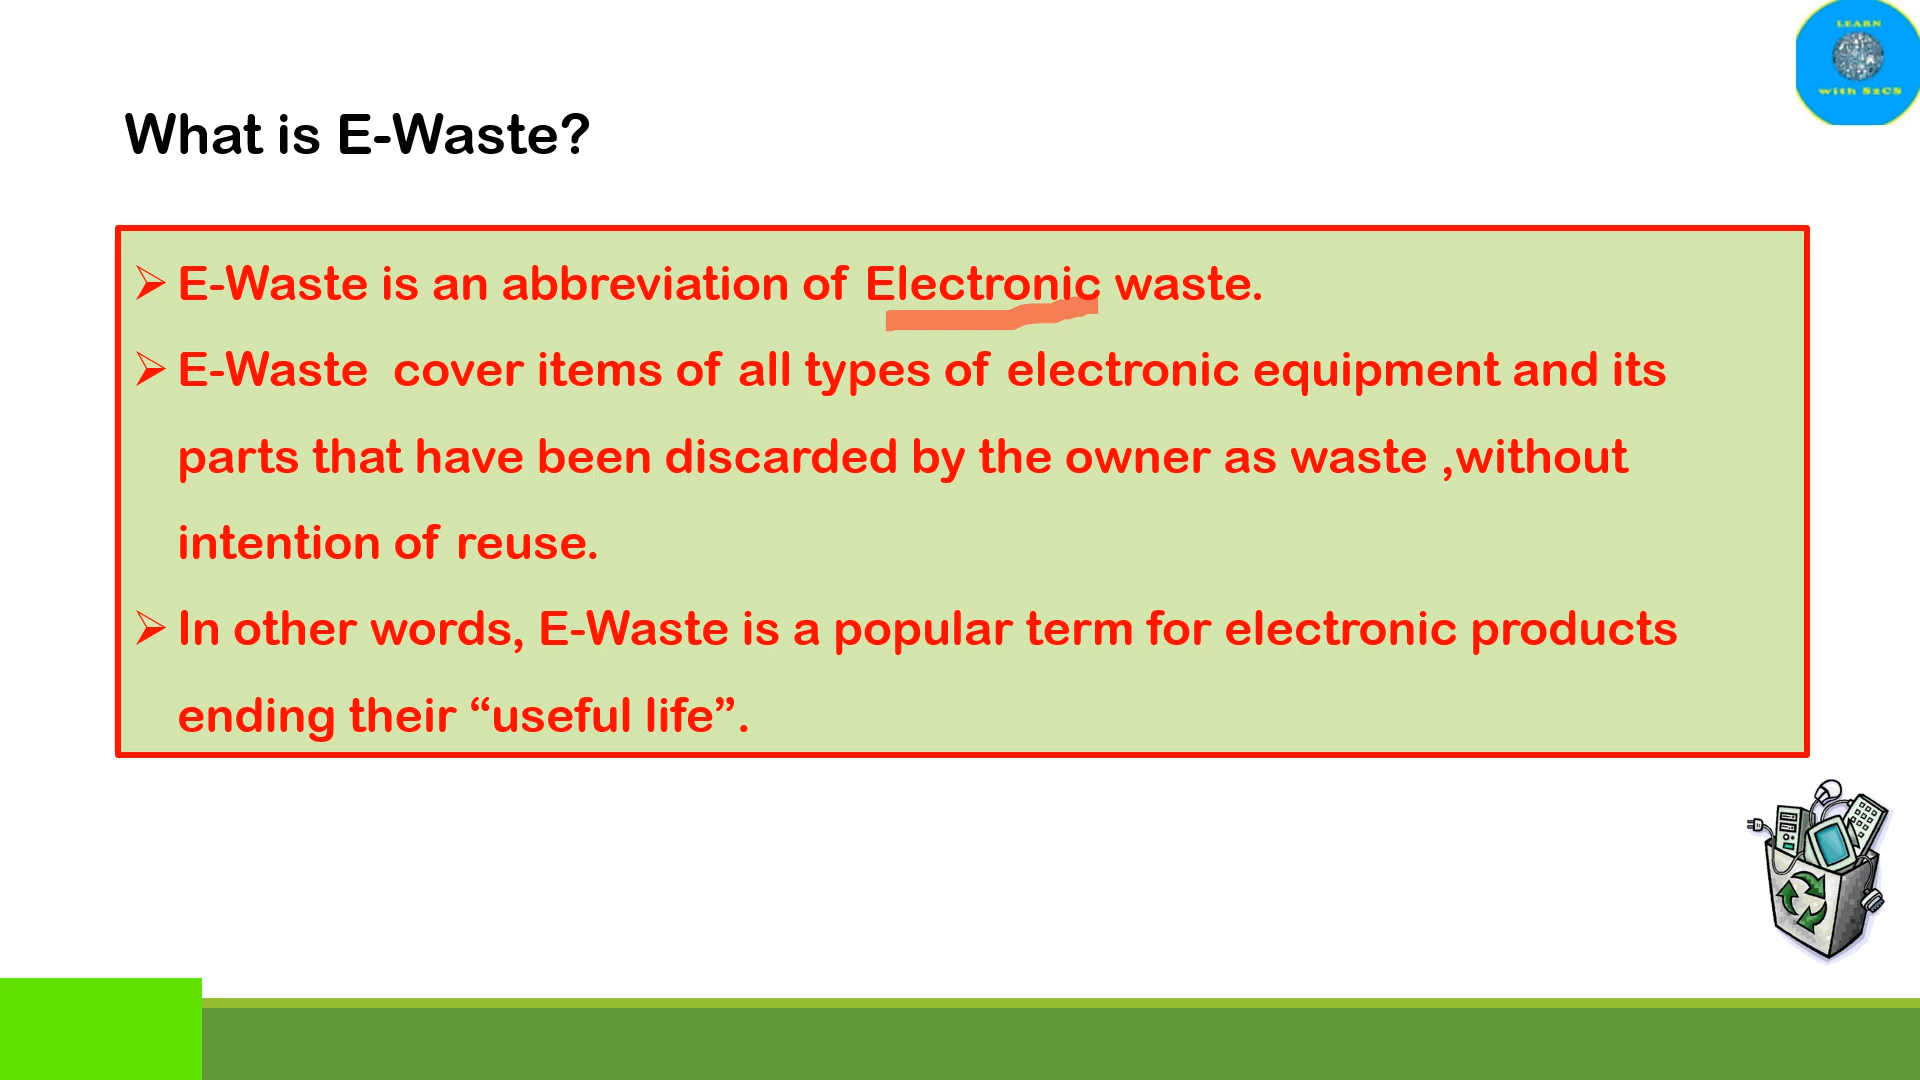 LEARN
with S2CS
What is E-Waste?
➢ E-Waste is an abbreviation of Electronic waste.
➢ E-Waste  cover items of all types of electronic equipment and its
parts that have been discarded by the owner as waste ,without
intention of reuse.
➢ In other words, E-Waste is a popular term for electronic products
ending their “useful life”.